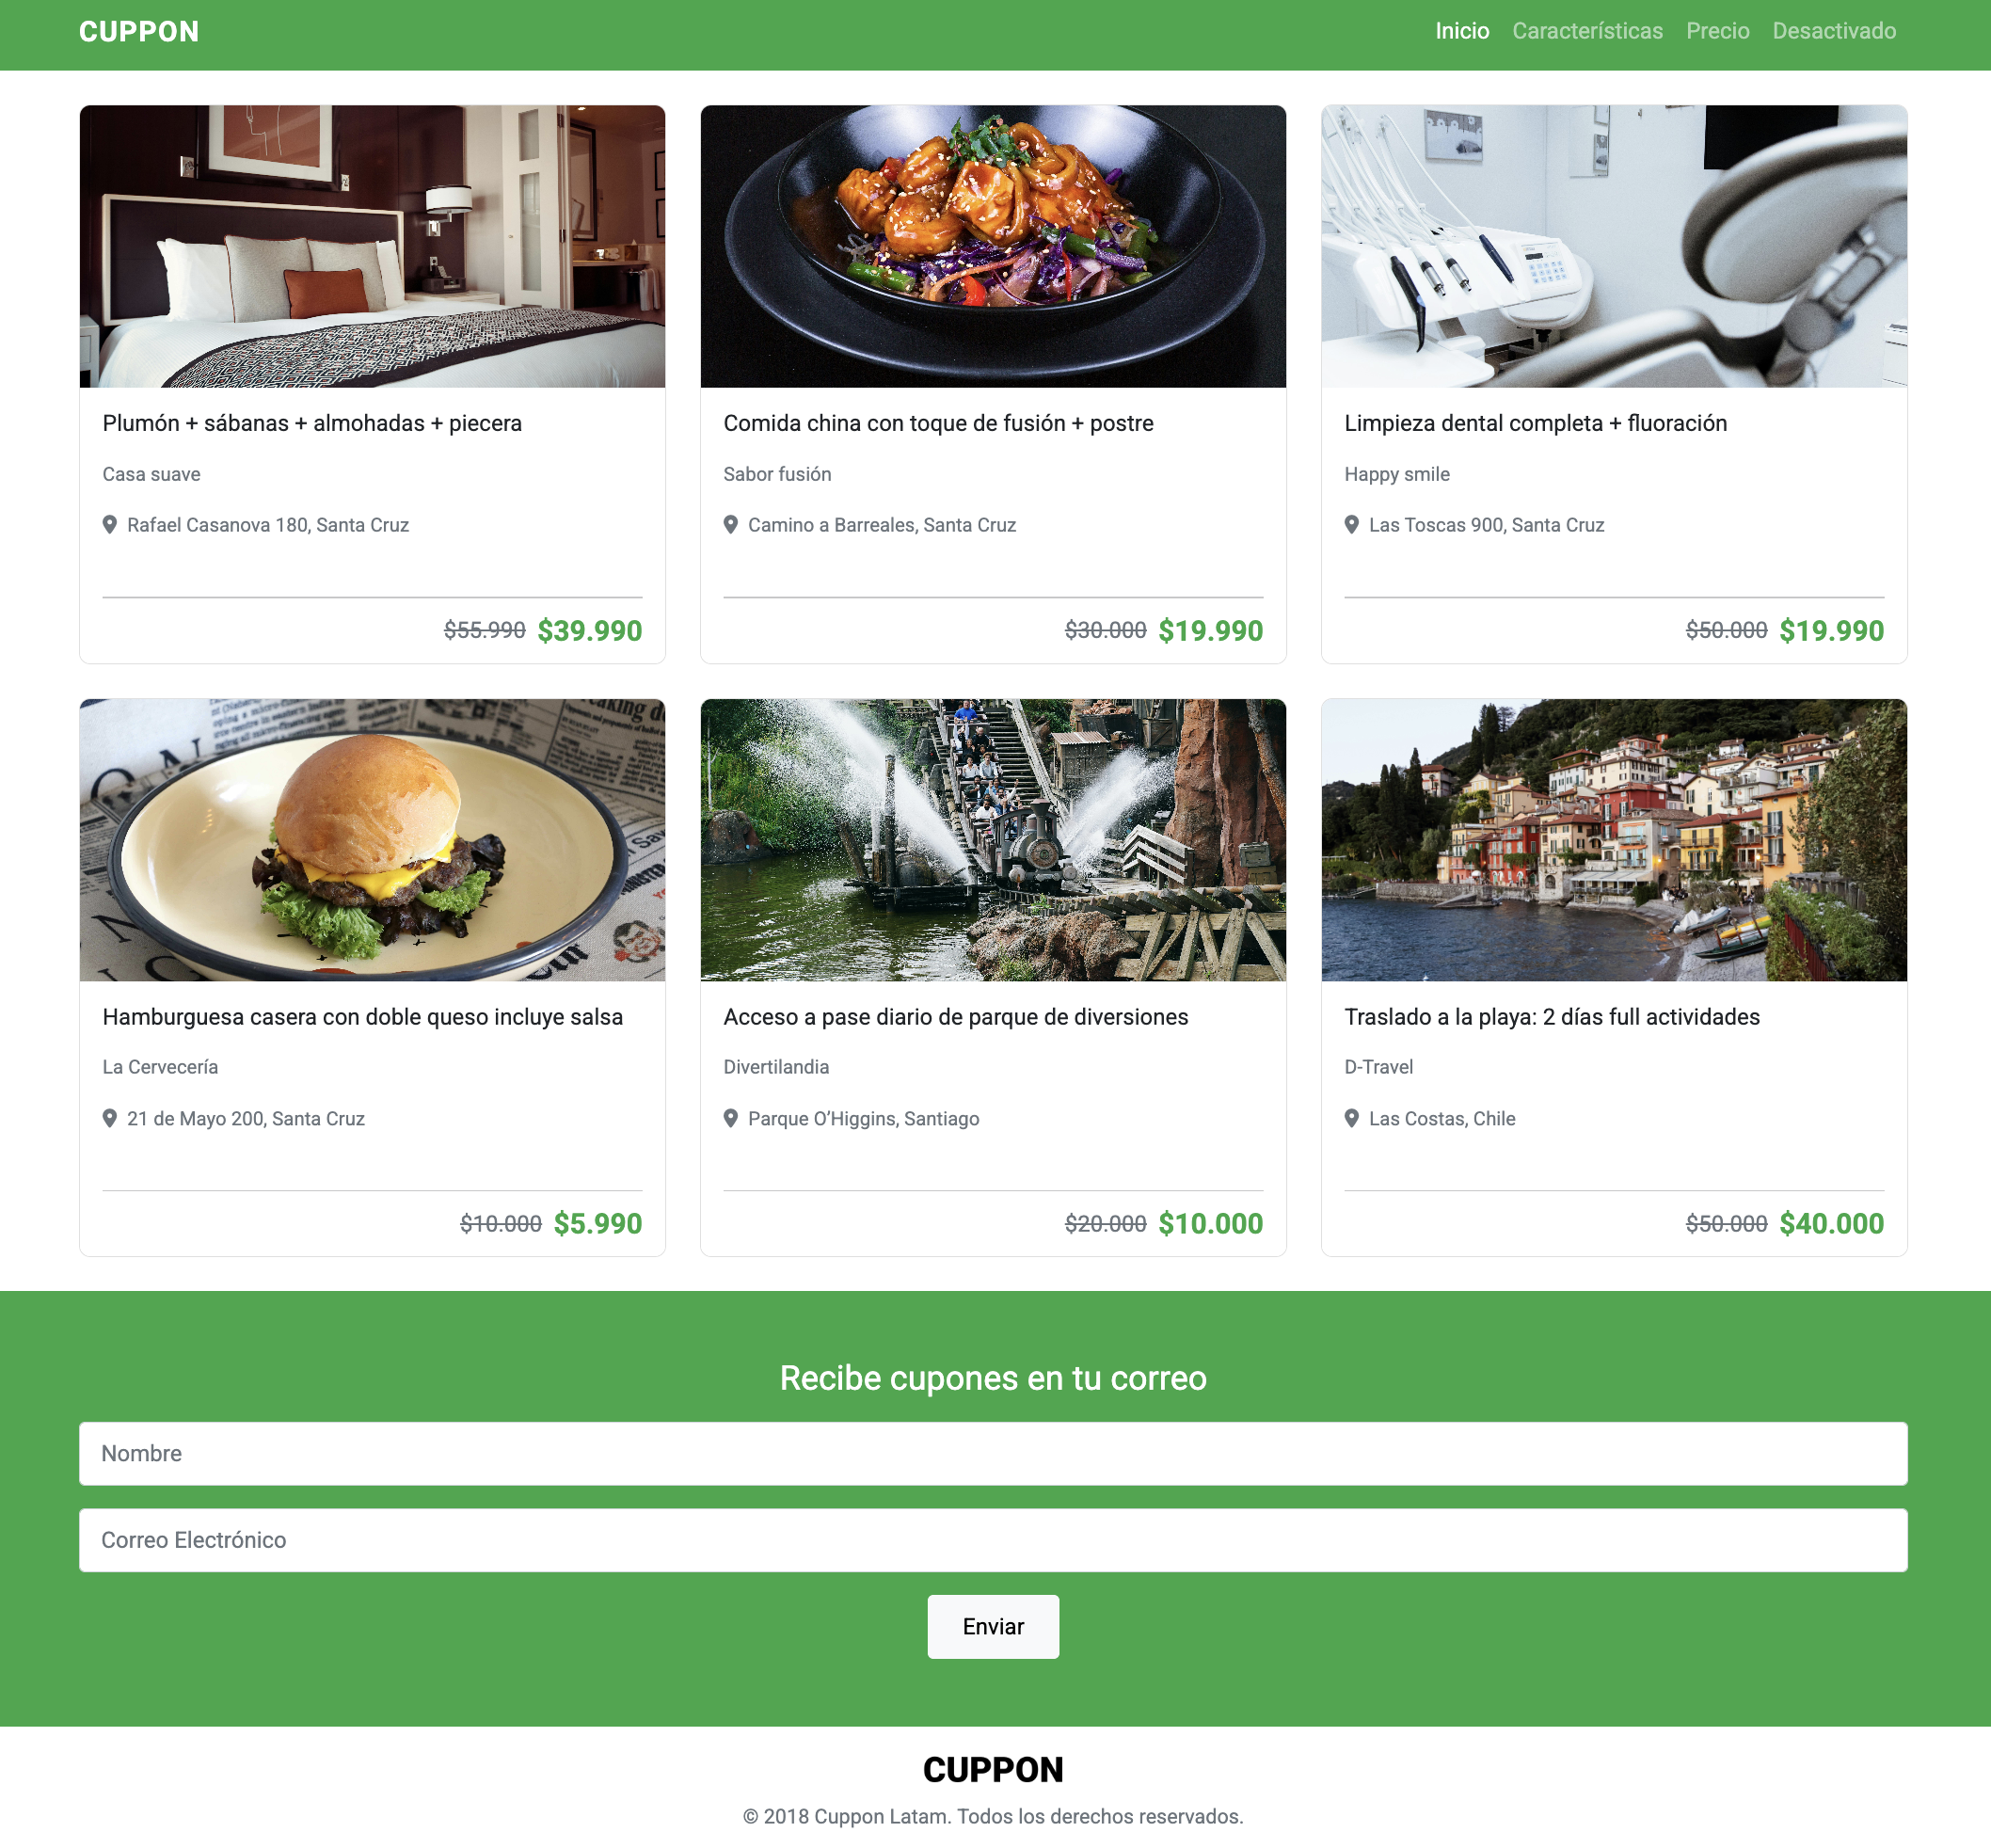 CUPPON
Inicio Características Precio Desactivado
Plumón + sábanas + almohadas + piecera
Casa suave
Rafael Casanova 180, Santa Cruz
$55.990 $39.990
Comida china con toque de fusión + postre
Sabor fusión
Camino a Barreales, Santa Cruz
$30.000 $19.990
Limpieza dental completa + fluoración
Happy smile
Las Toscas 900, Santa Cruz
$50.000 $19.990
Hamburguesa casera con doble queso incluye salsa
La Cervecería
21 de Mayo 200, Santa Cruz
$10.000 $5.990
Acceso a pase diario de parque de diversiones
Divertilandia
Parque O’Higgins, Santiago
$20.000 $10.000
Traslado a la playa: 2 días full actividades
D-Travel
Las Costas, Chile
$50.000 $40.000
Recibe cupones en tu correo
Nombre
Correo Electrónico
Enviar
CUPPON
© 2018 Cuppon Latam. Todos los derechos reservados.